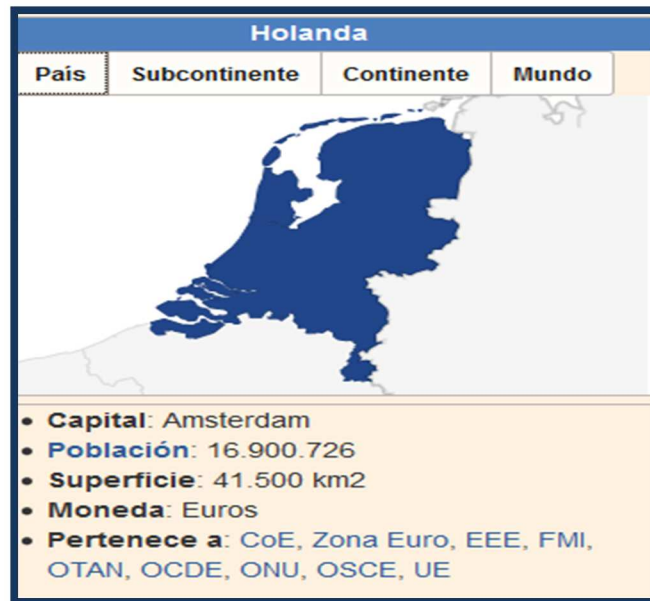 Holanda
País Subcontinente Continente Mundo
• Capital: Amsterdam
• Población: 16.900.726
• Superficie: 41.500 km2
• Moneda: Euros
• Pertenece a: CoE, Zona Euro, EEE, FMI,
OTAN, OCDE, ONU, OSCE, UE